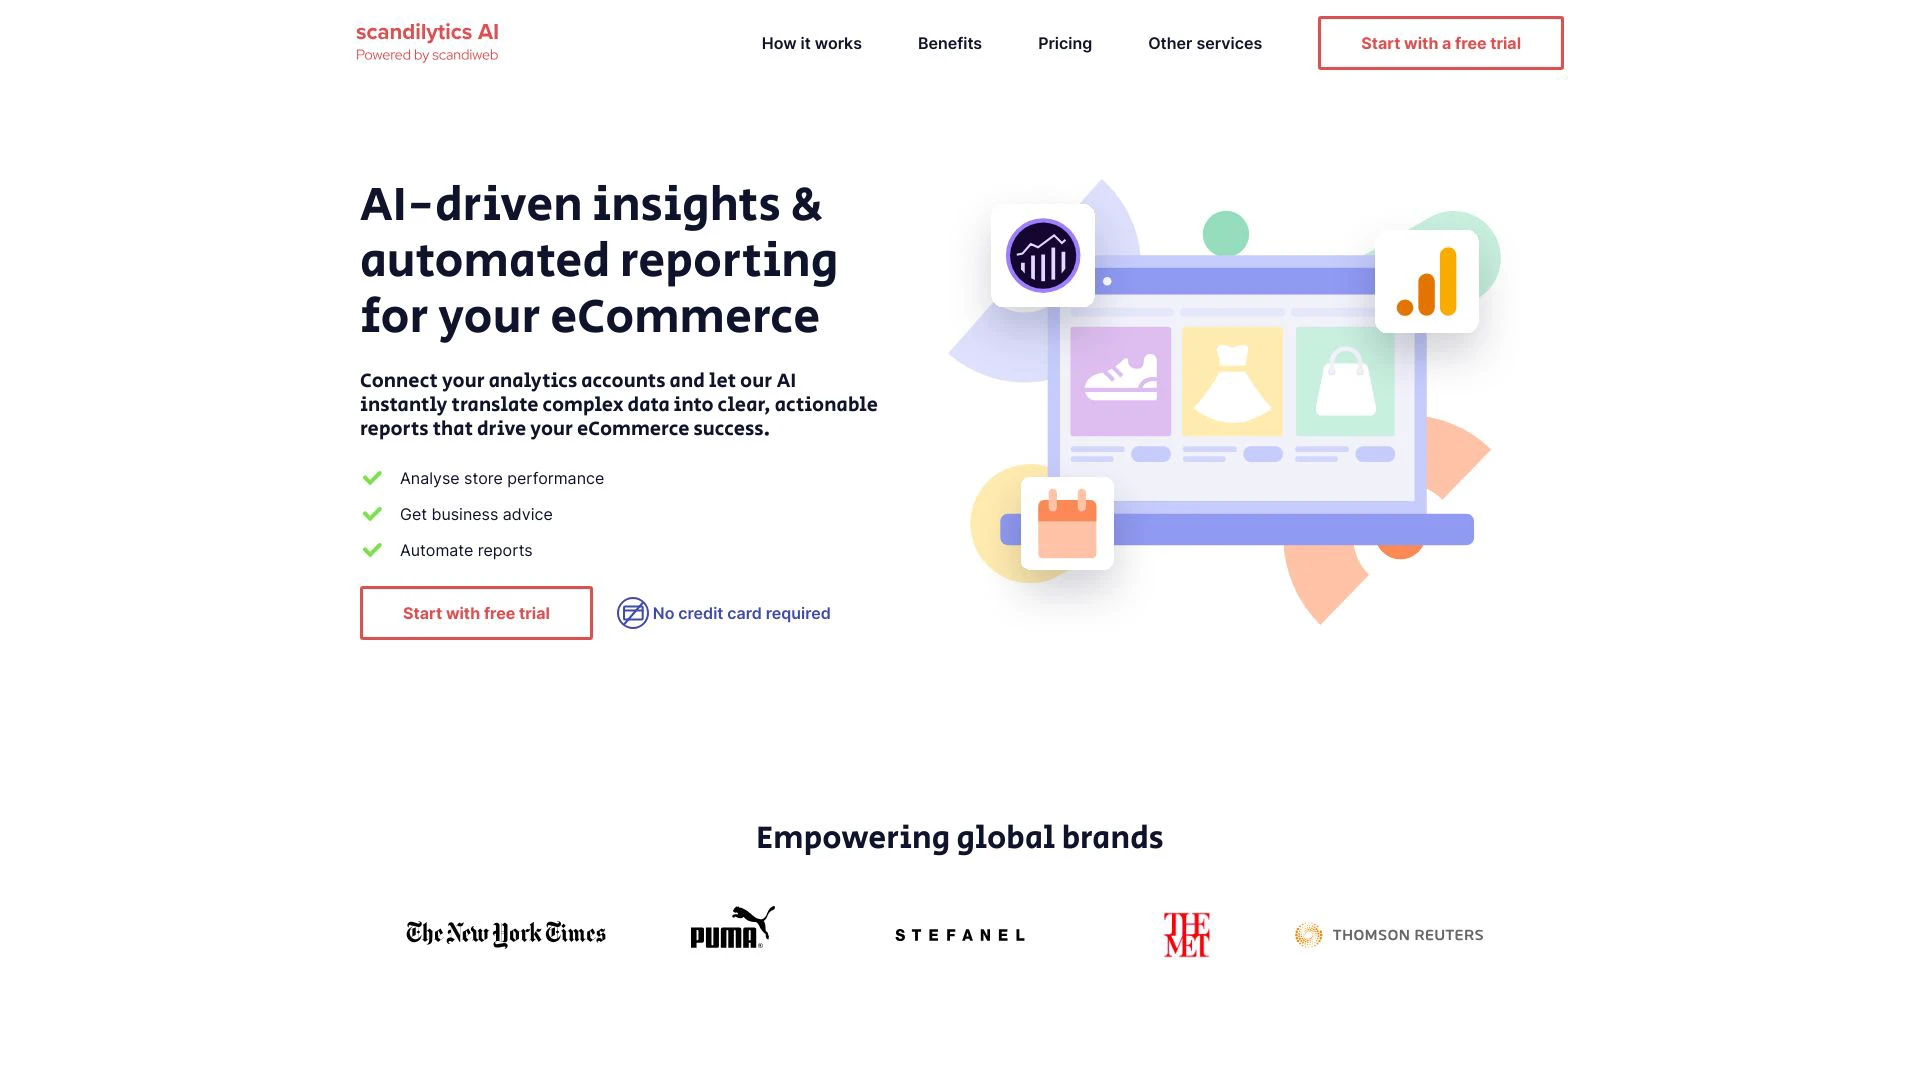 scandilytics AI
Powered by scandiweb
How it works
Benefits
Pricing
Other services
Start with a free trial
AI-driven insights &
automated reporting
for your eCommerce
Connect your analytics accounts and let our AI
instantly translate complex data into clear, actionable
reports that drive your eCommerce success.
Analyse store performance
Get business advice
Automate reports
Start with free trial
No credit card required
Empowering global brands
The New York Times
PUMA®
STEFANEL
THE
MET
THOMSON REUTERS